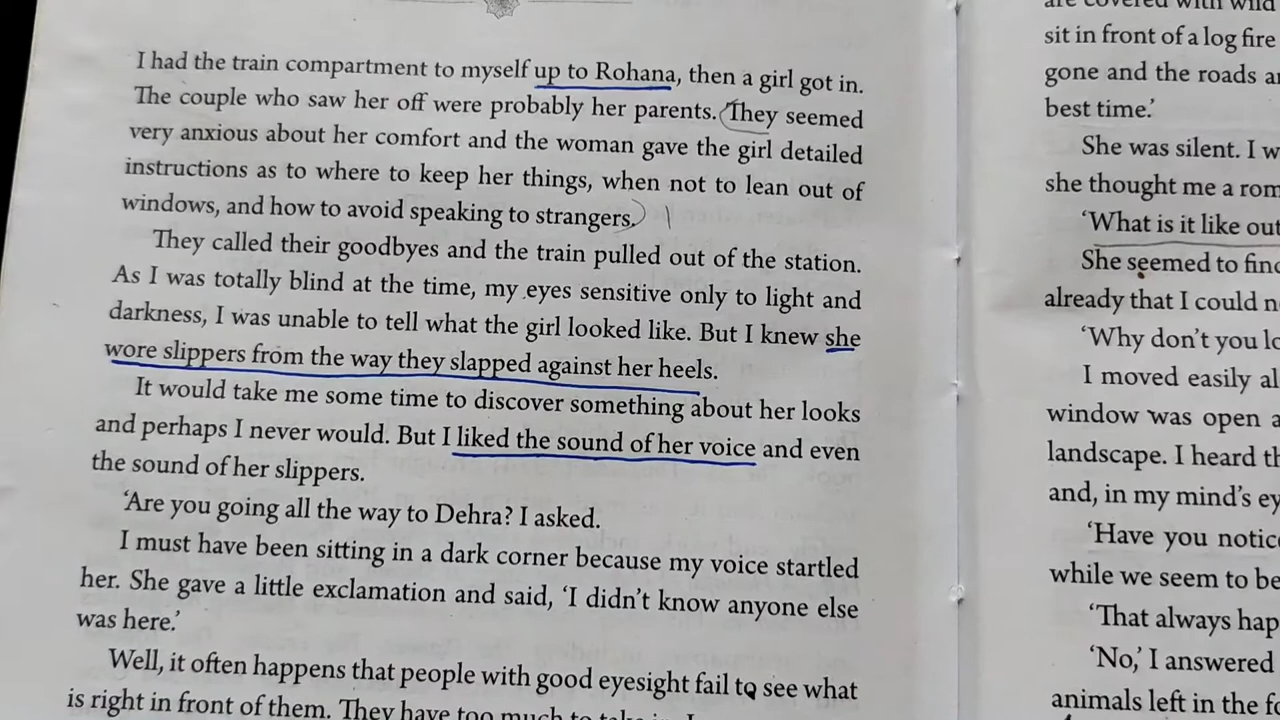 I had the train compartment to myself up to Rohana, then a girl got in.
The couple who saw her off were probably her parents. They seemed
very anxious about her comfort and the woman gave the girl detailed
instructions as to where to keep her things, when not to lean out of
windows, and how to avoid speaking to strangers.
They called their goodbyes and the train pulled out of the station.
As I was totally blind at the time, my eyes sensitive only to light and
darkness, I was unable to tell what the girl looked like. But I knew she
wore slippers from the way they slapped against her heels.
It would take me some time to discover something about her looks
and perhaps I never would. But I liked the sound of her voice and even
the sound of her slippers.
‘Are you going all the way to Dehra? I asked.
I must have been sitting in a dark corner because my voice startled
her. She gave a little exclamation and said, ‘I didn’t know anyone else
was here.’
Well, it often happens that people with good eyesight fail to see what
is right in front of them. They have too much to take in, I
are covered with wild
sit in front of a log fire
gone and the roads
best time.’
She was silent. I
she thought me a
‘What is it like out
She seemed to
already that I could
‘Why don’t you
I moved easily
window was open
landscape. I heard
and, in my mind’s
‘Have you
while we seem to
‘That always
‘No,’ I answered
animals left in the